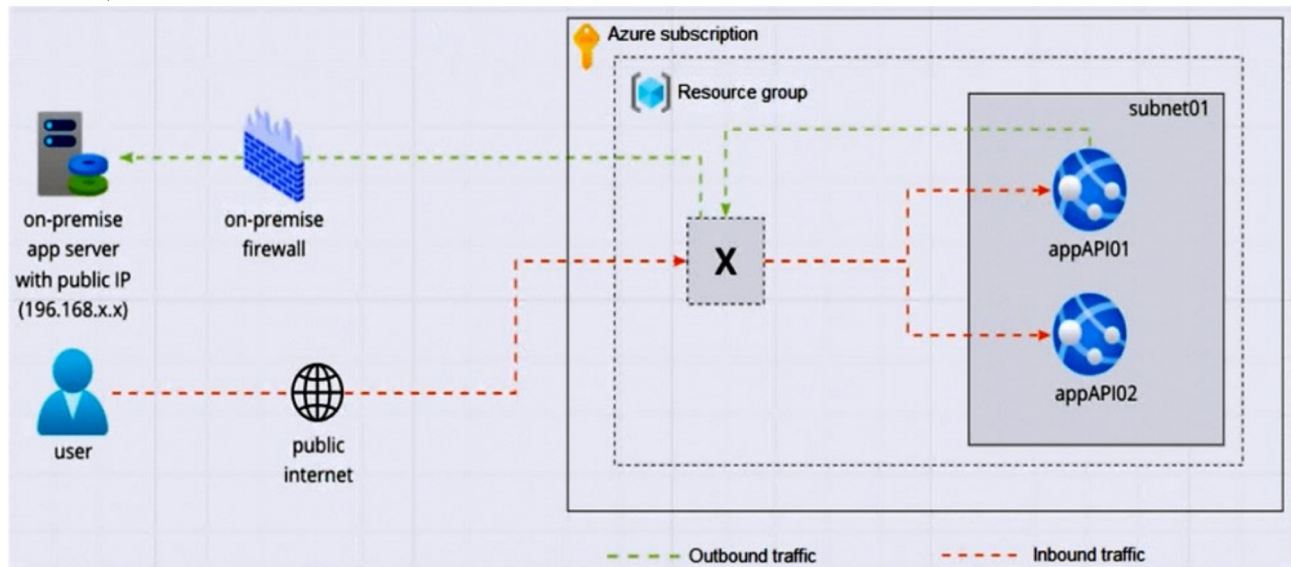 Azure subscription
Resource group
subnet01
on-premise
app server
with public IP
(196.168.x.x)
on-premise
firewall
X
appAPI01
appAPI02
user
public
internet
Outbound traffic
Inbound traffic